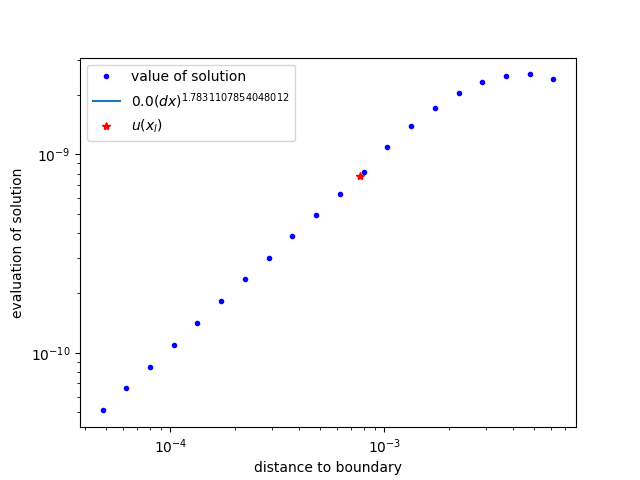 value of solution
0.0(dx)^1.7831107854048012
u(x_l)
10^-9
10^-10
evaluation of solution
10^-4
10^-3
distance to boundary